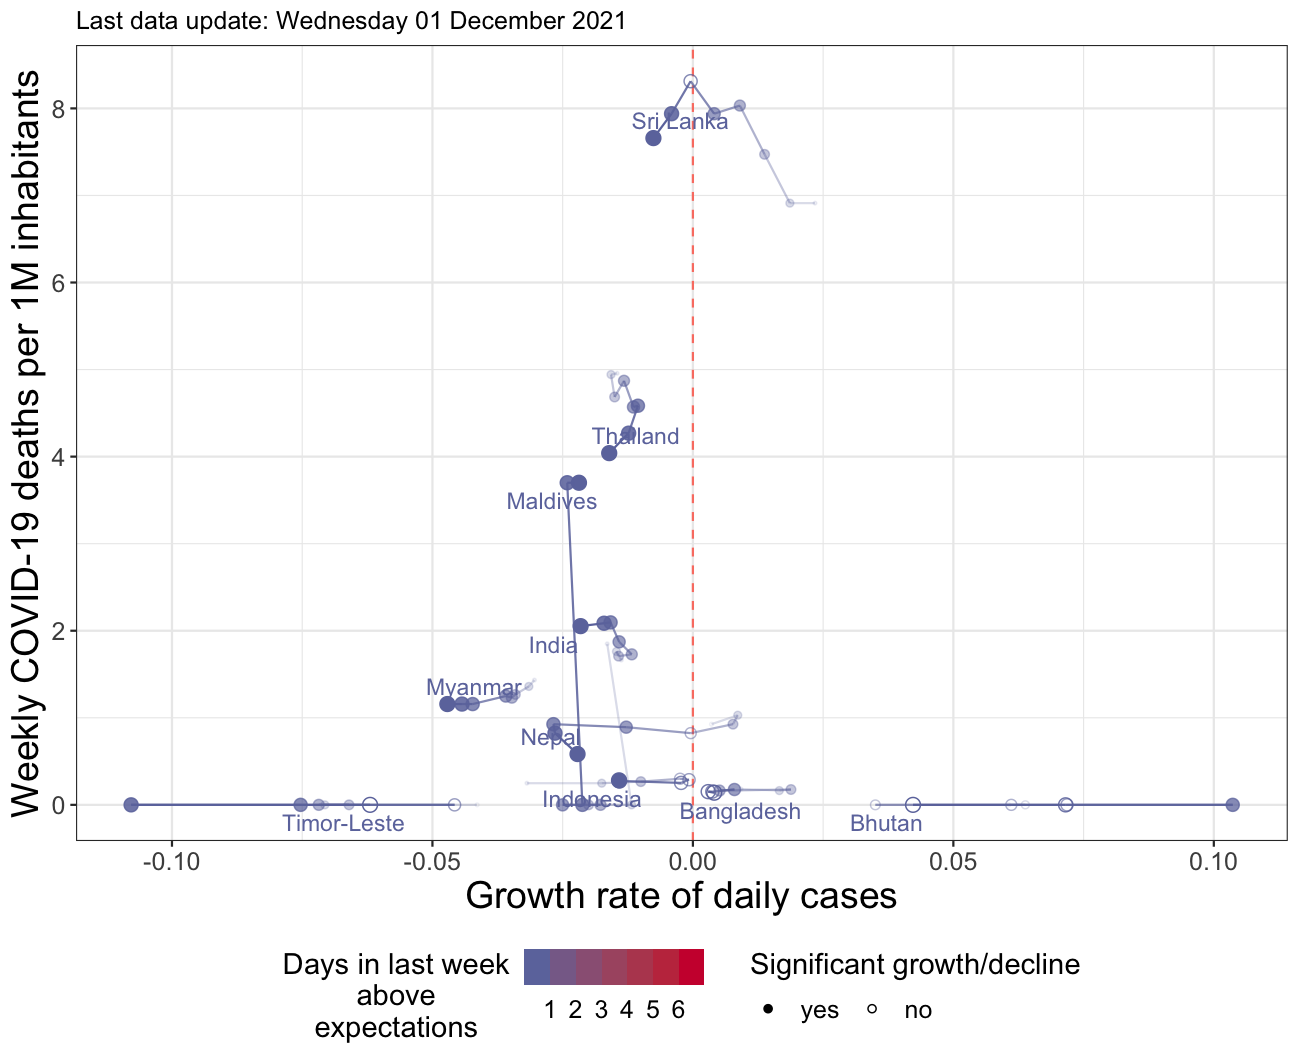 Last data update: Wednesday 01 December 2021
Weekly COVID-19 deaths per 1M inhabitants
8
6
4
2
0
Sri Lanka
Thailand
Maldives
India
Myanmar
Nepal
Indonesia
Bangladesh
Timor-Leste
Bhutan
-0.10
-0.05
0.00
0.05
0.10
Growth rate of daily cases
Days in last week
above
expectations
1 2 3 4 5 6
Significant growth/decline
yes no